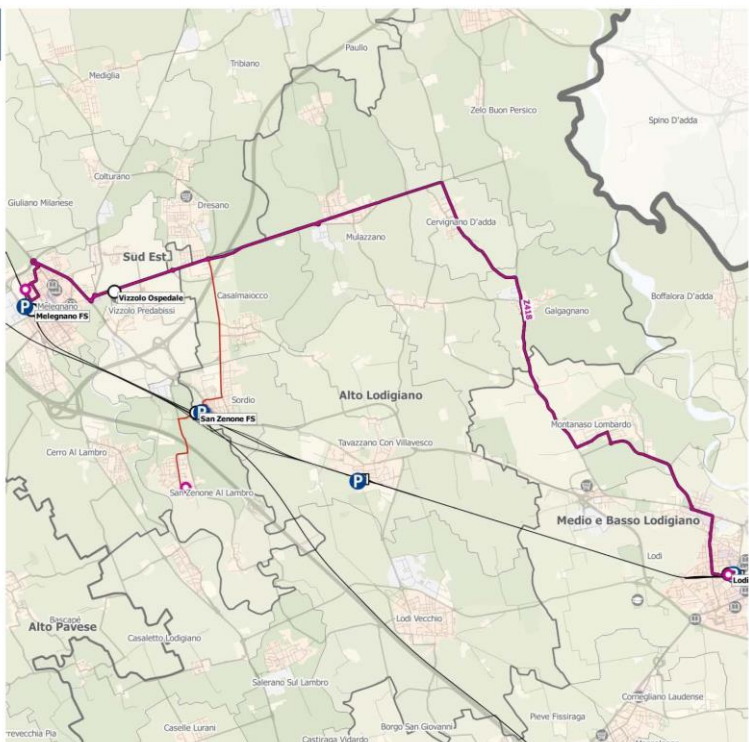 Paullo
Tribiano
Mediglia
Zelo Buon Persico
Spino D'adda
Colturano
Giuliano Milanese
Dresano
Cervignano D'adda
Mulazzano
Sud Est
Casalmaiocco
Vizzolo Ospedale
Boffalora D'adda
Melegnano
Vizzolo Predabissi
Melegnano FS
Z418
Galgagnano
Alto Lodigiano
Sordio
San Zenone FS
Montanaso Lombardo
Tavazzano Con Villavesco
Cerro Al Lambro
San Zenone Al Lambro
Medio e Basso Lodigiano
Lodi
Lodi
Bascapè
Lodi Vecchio
Alto Pavese
Casaletto Lodigiano
Salerano Sul Lambro
Cornegliano Laudense
Pieve Fissiraga
Caselle Lurani
Borgo San Giovanni
rrevecchia Pia
Castiraga Vidardo